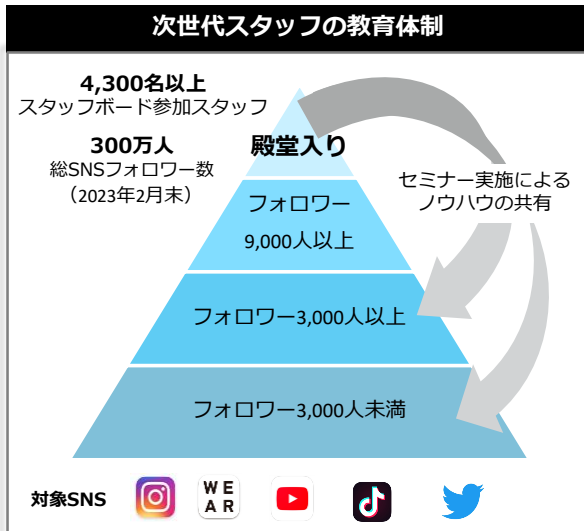 次世代スタッフの教育体制
4,300名以上
スタッフボード参加スタッフ
300万人
総SNSフォロワー数
（2023年2月末）
殿堂入り
セミナー実施による
ノウハウの共有
フォロワー
9,000人以上
フォロワー3,000人以上
フォロワー3,000人未満
対象SNS
WE
AR